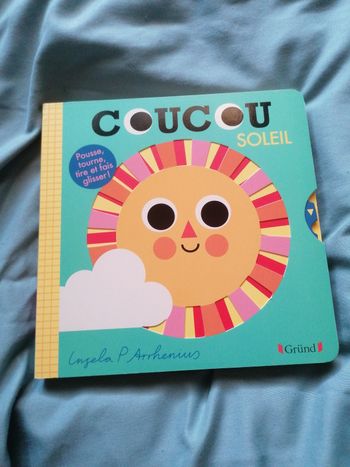 COUCOU
SOLEIL
Pousse,
tourne,
tire et fais
glisser !
Ingela P Arrhenius
Gründ